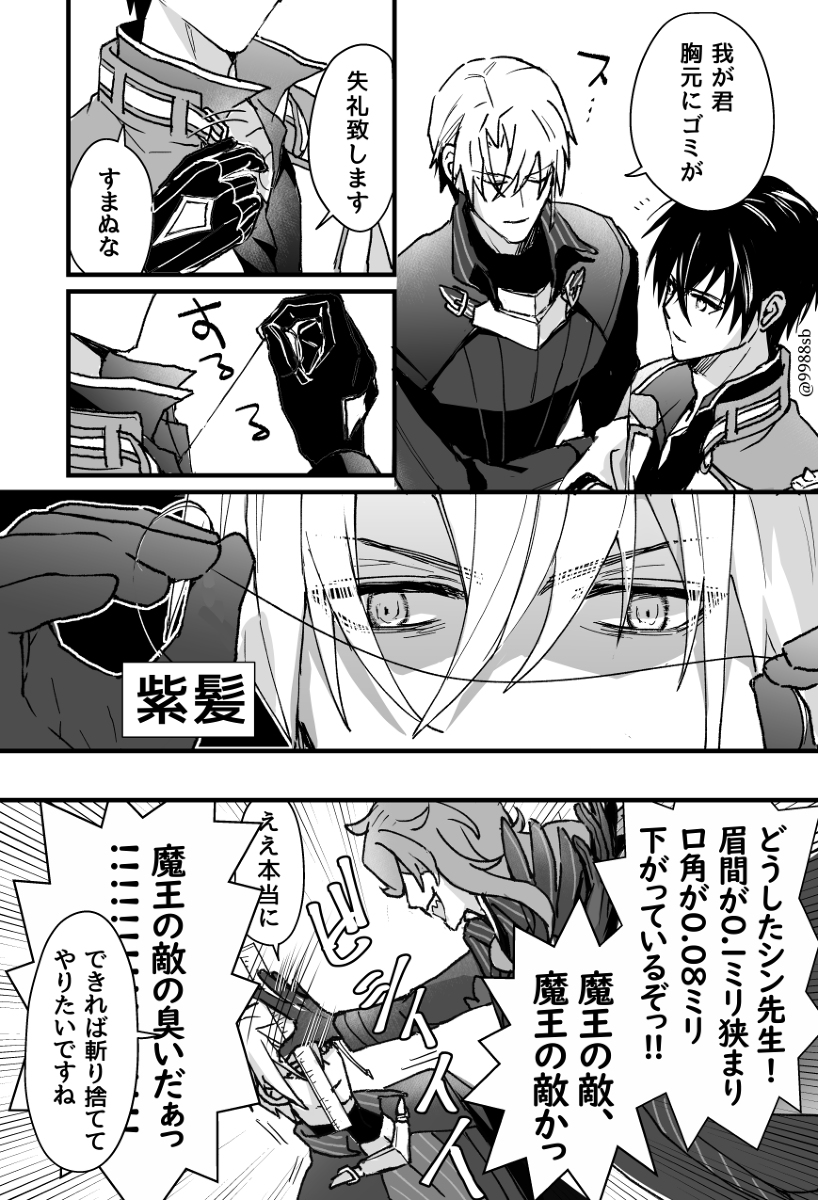 我が君
胸元にゴミが
ス…
@9988sb
失礼致します
すまぬな
するる
紫髪
どうしたシン先生!
眉間が0.1ミリ狭まり
口角が0.08ミリ
下がっているぞっ!!
魔王の敵、
魔王の敵かっ
ビシ
グイグイ
ええ本当に
魔王の敵の臭いだぁっ
!!!!!!!!!!
できれば斬り捨てて
やりたいですね